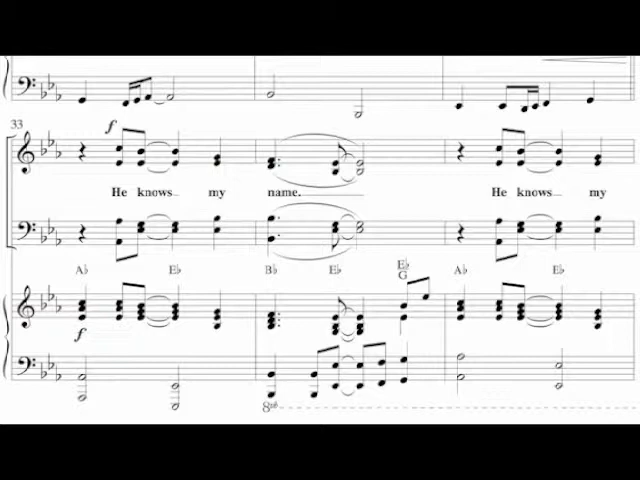 33
f
He knows my name. He knows my
A♭ E♭ B♭ E♭ E♭/G A♭ E♭
f
8vb